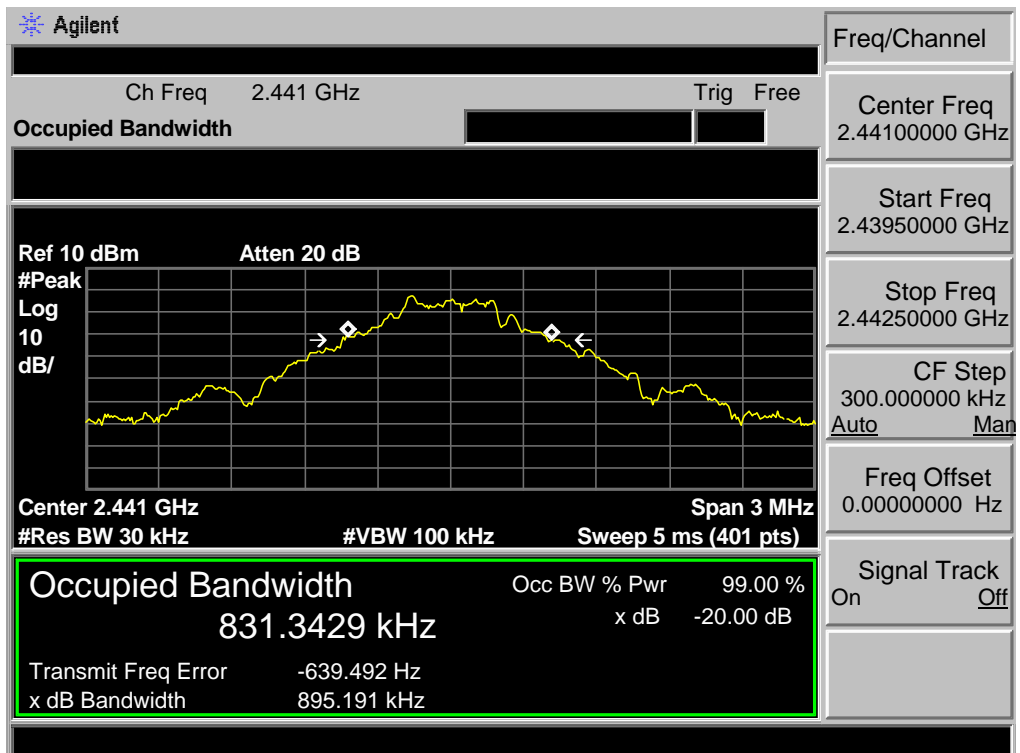 Agilent
Freq/Channel
Ch Freq 2.441 GHz Trig Free
Occupied Bandwidth
Center Freq
2.44100000 GHz
Start Freq
2.43950000 GHz
Stop Freq
2.44250000 GHz
CF Step
300.000000 kHz
Auto Man
Freq Offset
0.00000000 Hz
Signal Track
On Off
Ref 10 dBm Atten 20 dB
#Peak
Log
10
dB/
Center 2.441 GHz Span 3 MHz
#Res BW 30 kHz #VBW 100 kHz Sweep 5 ms (401 pts)
Occupied Bandwidth
831.3429 kHz
Occ BW % Pwr 99.00 %
x dB -20.00 dB
Transmit Freq Error -639.492 Hz
x dB Bandwidth 895.191 kHz